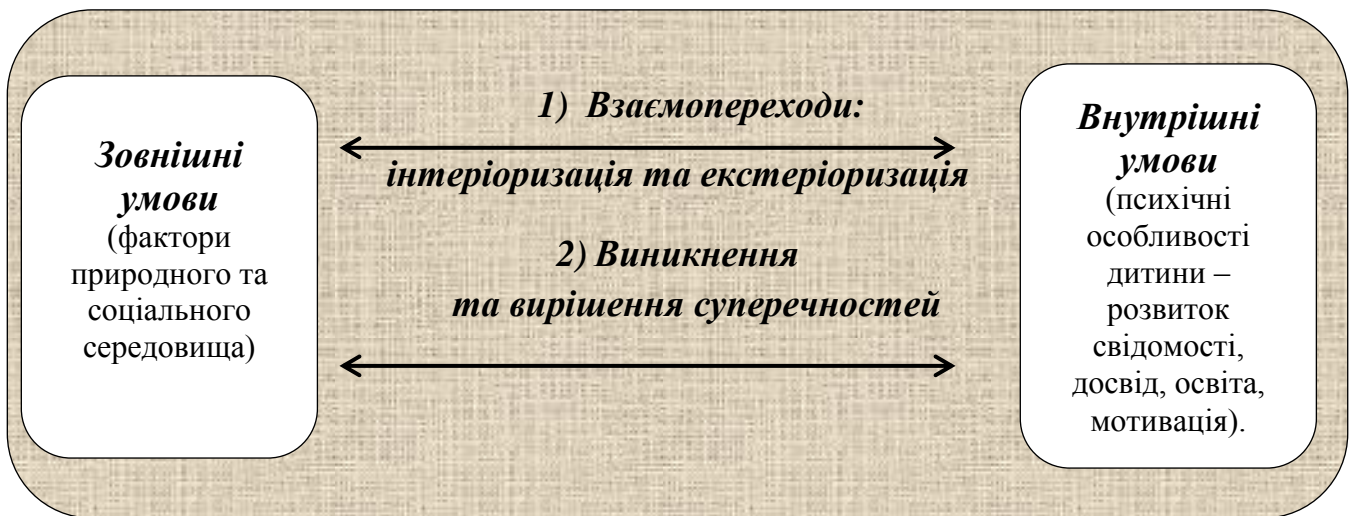 Зовнішні
умови
(фактори
природного та
соціального
середовища)
1) Взаємопереходи:
інтеріоризація та екстеріоризація
2) Виникнення
та вирішення суперечностей
Внутрішні
умови
(психічні
особливості
дитини –
розвиток
свідомості,
досвід, освіта,
мотивація).